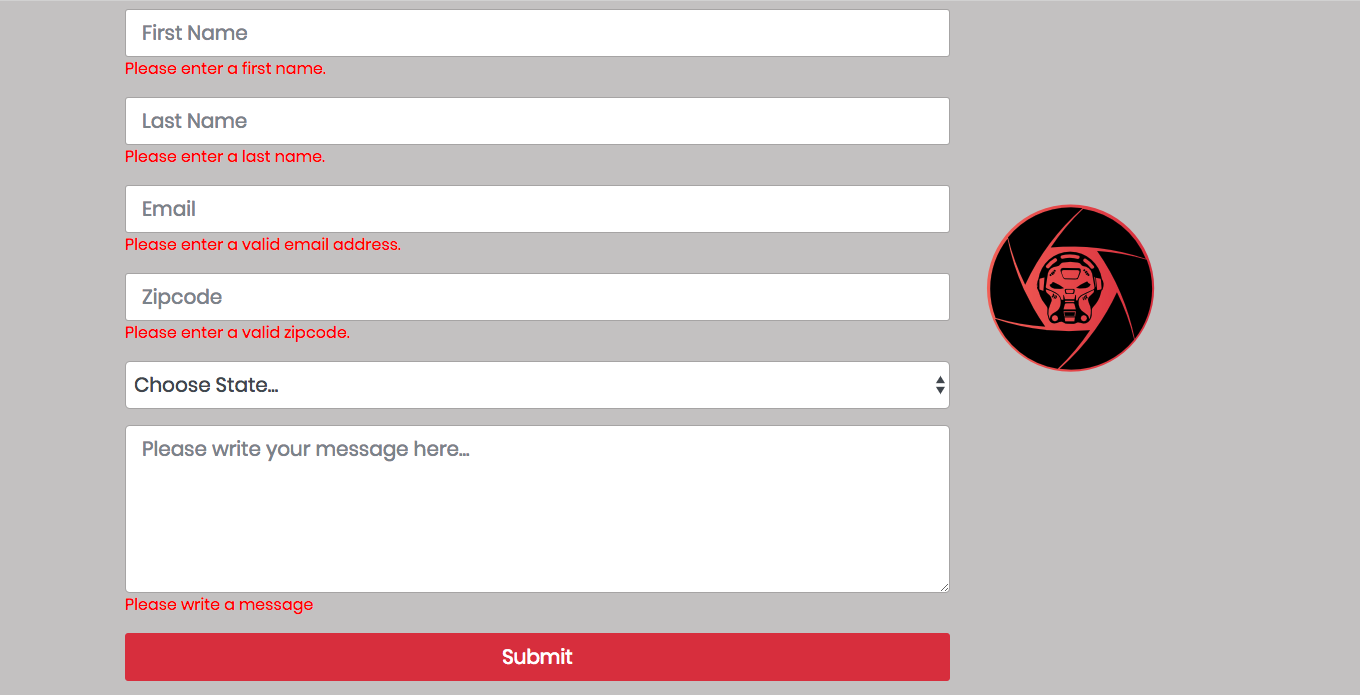 First Name
Please enter a first name.
Last Name
Please enter a last name.
Email
Please enter a valid email address.
Zipcode
Please enter a valid zipcode.
Choose State...
Please write your message here...
Please write a message
Submit